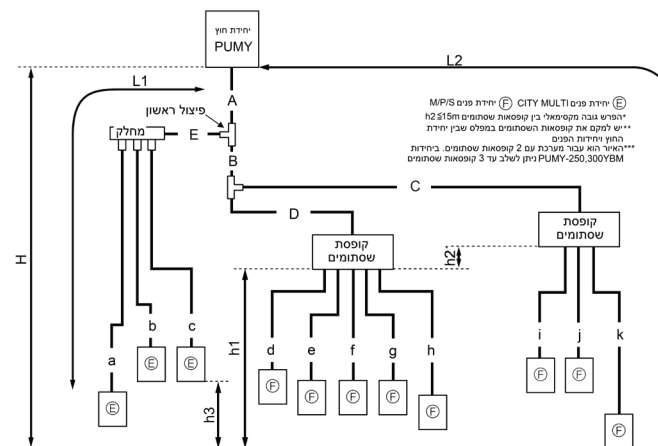 יחידת חוץ
PUMY
L1
L2
A
פיצול ראשון
Ⓔ יחידת פנים CITY MULTI Ⓕ יחידת פנים M/P/S
*הפרש גובה מקסימאלי בין קופסאות שסתומים h2≦15m
**יש למקם את קופסאות השסתומים במפלס שבין יחידת
החוץ ויחידות הפנים
***האיור הוא עבור מערכת עם 2 קופסאות שסתומים. ביחידות
PUMY-250,300YBM ניתן לשלב עד 3 קופסאות שסתומים
מחלק
E
B
C
D
קופסת
שסתומים
קופסת
שסתומים
H
h1
h2
h3
a
b
c
d
e
f
g
h
i
j
k
Ⓔ
Ⓔ
Ⓔ
Ⓕ
Ⓕ
Ⓕ
Ⓕ
Ⓕ
Ⓕ
Ⓕ
Ⓕ